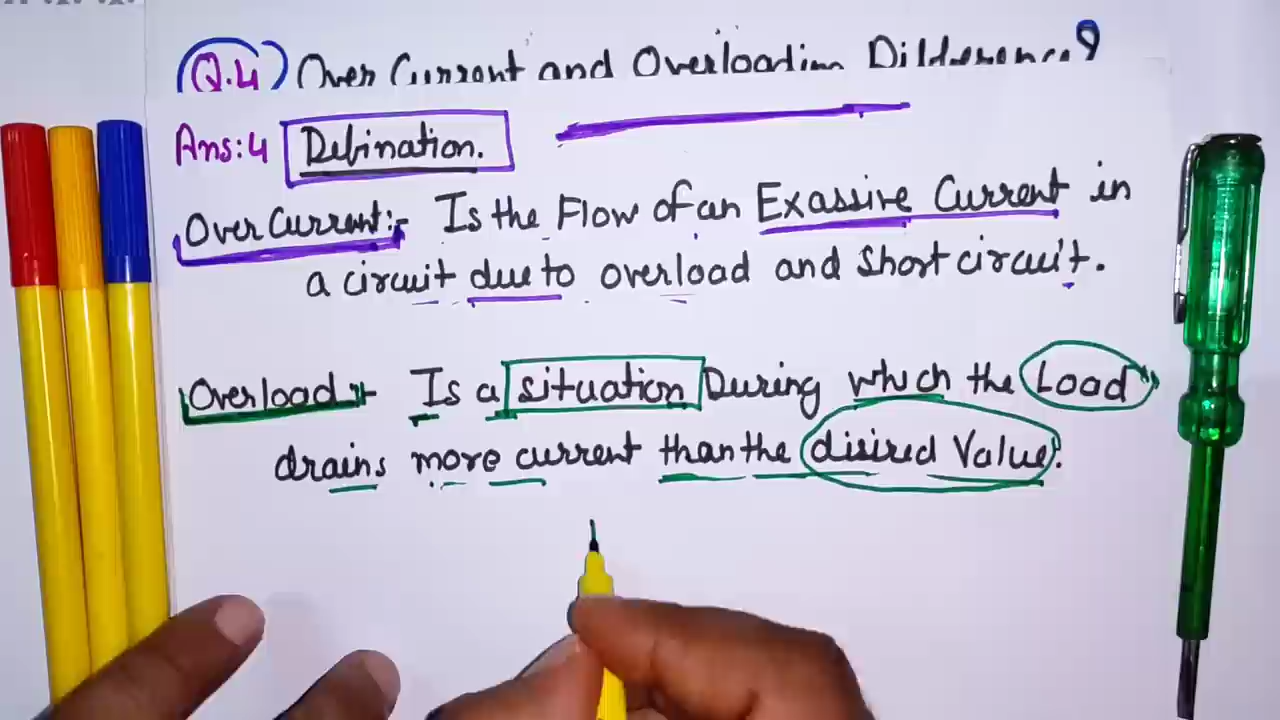 Q.4) Over Current and Overloading Difference?
Ans:4 Defination.
Over Current:- Is the Flow of an Exassive Current in
a circuit due to overload and Short circuit.
Overload:- Is a situation During which the Load
drains more current than the disired Value.